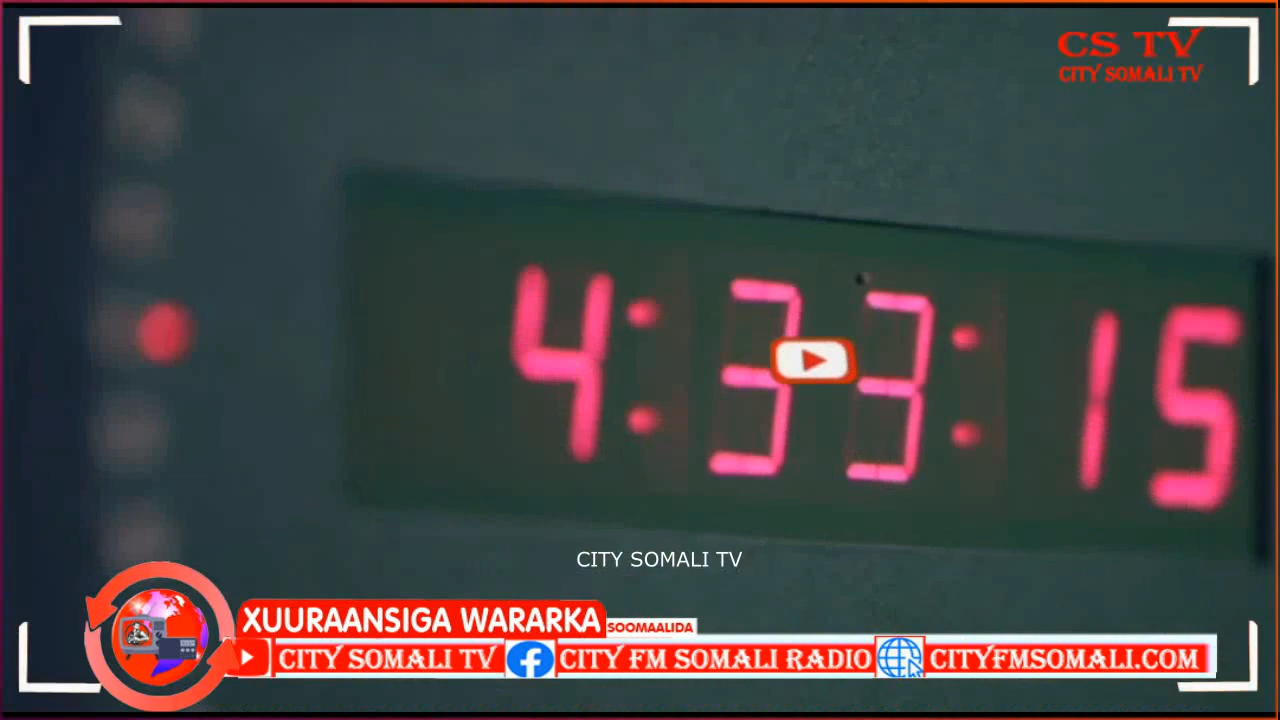 CS TV
CITY SOMALI TV
4:33:15
CITY SOMALI TV
XUURAANSIGA WARARKA
SOOMAALIDA
CITY SOMALI TV CITY FM SOMALI RADIO CITYFMSOMALI.COM